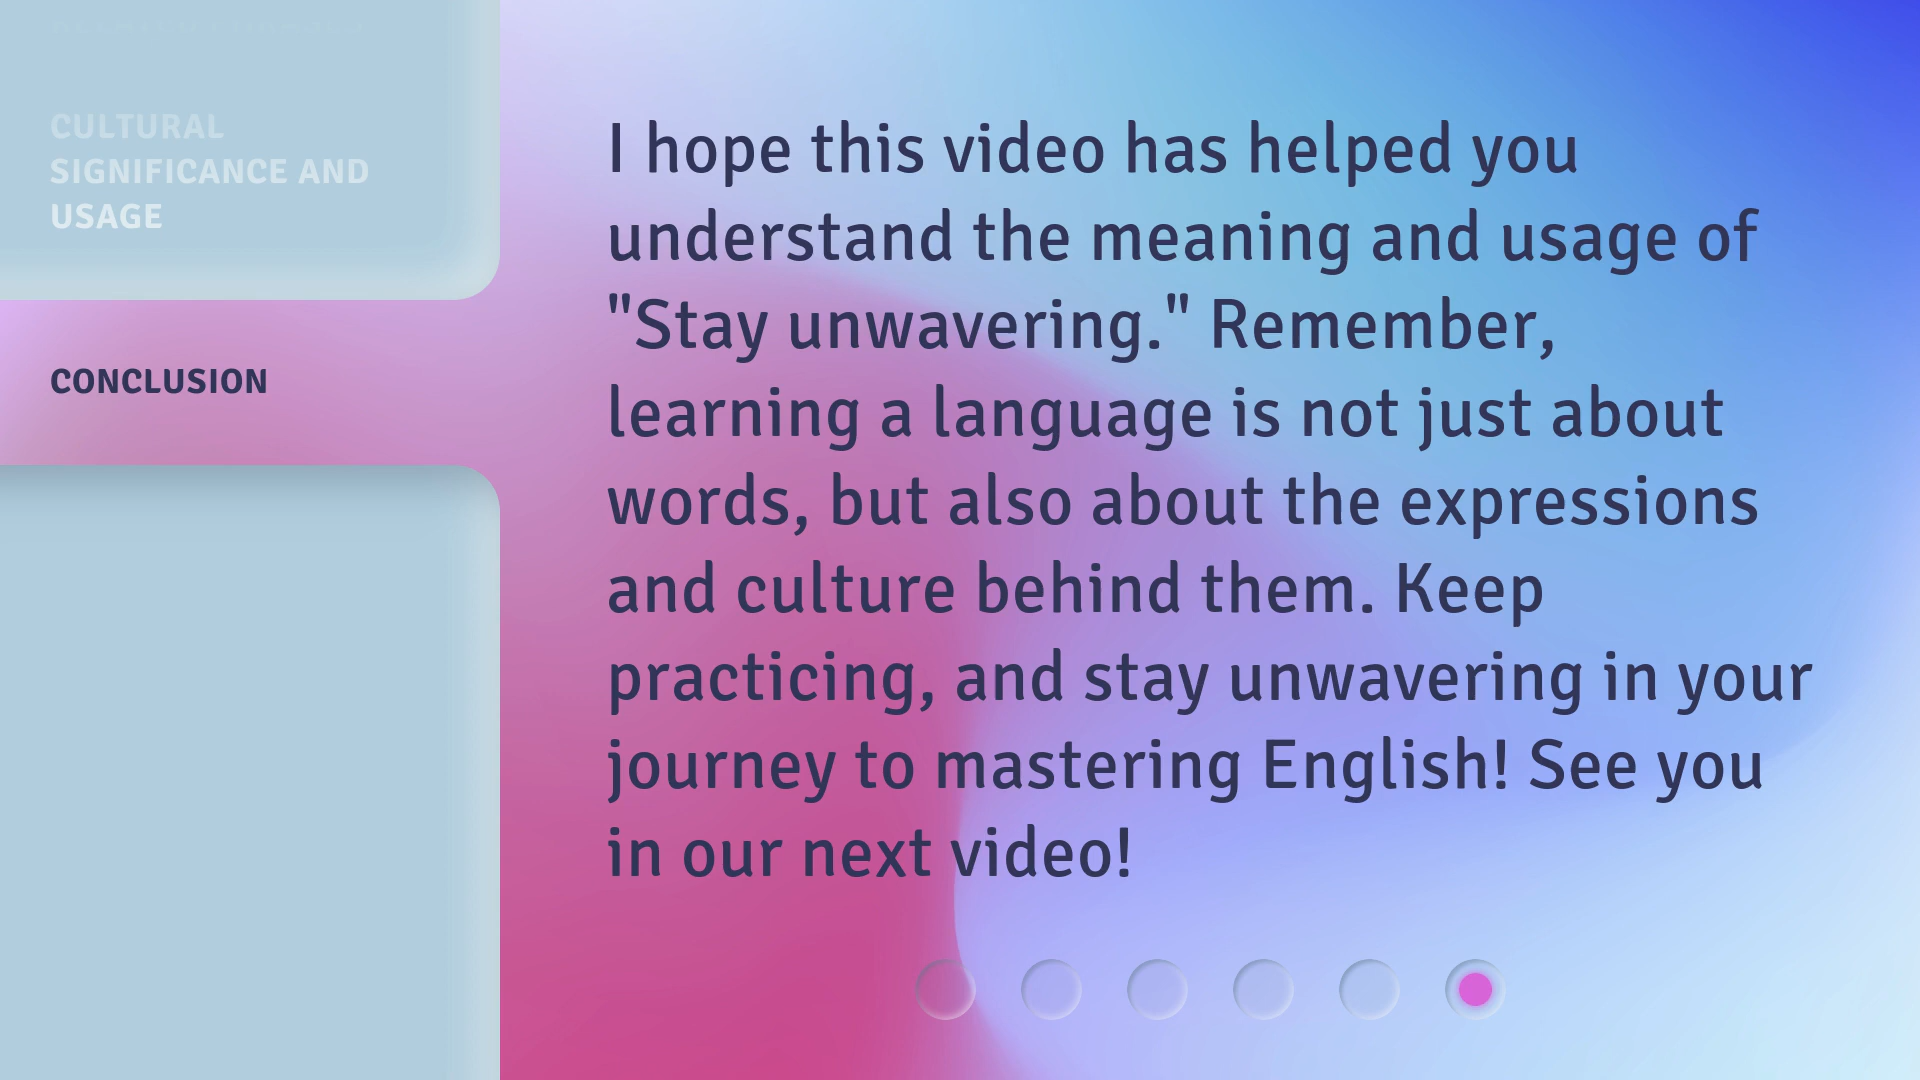 CULTURAL
SIGNIFICANCE AND
USAGE
CONCLUSION
I hope this video has helped you
understand the meaning and usage of
"Stay unwavering." Remember,
learning a language is not just about
words, but also about the expressions
and culture behind them. Keep
practicing, and stay unwavering in your
journey to mastering English! See you
in our next video!